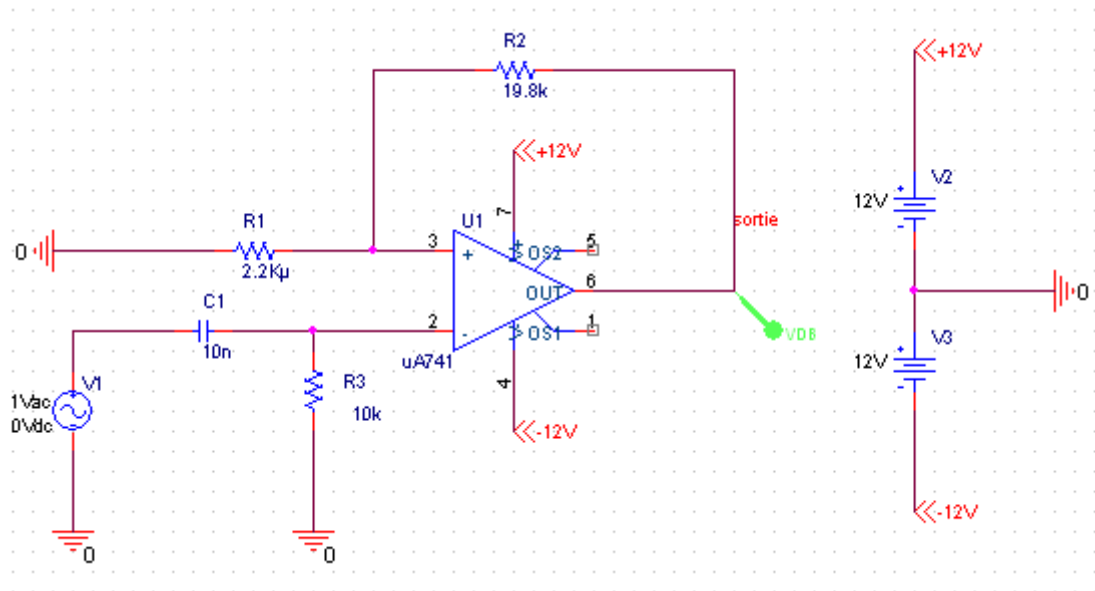 R2
19.8k
+12V
+12V
V2
12V
7
sortie
R1
U1
3
5
0
+
OS2
2.2Kµ
6
OUT
0
C1
2
1
-
OS1
VDB
V3
10n
uA741
12V
4
V1
R3
1Vac
10k
0Vdc
-12V
-12V
0
0